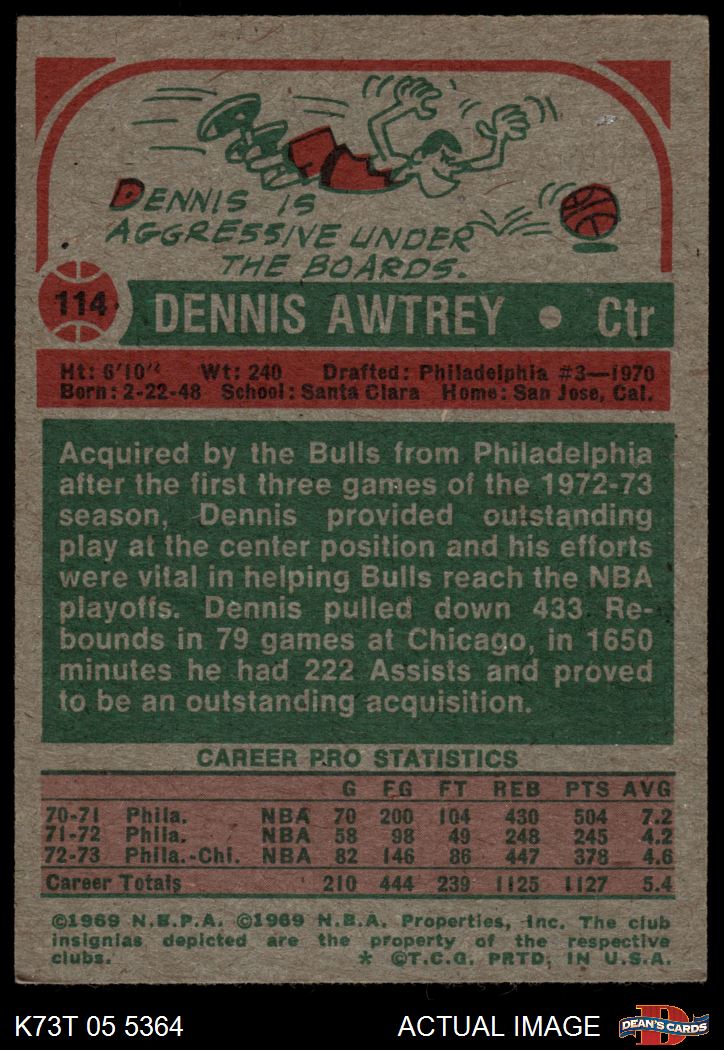 DENNIS IS
AGGRESSIVE UNDER
THE BOARDS.
114
DENNIS AWTREY • Ctr
Ht: 6'10" Wt: 240 Drafted: Philadelphia #3—1970
Born: 2-22-48 School: Santa Clara Home: San Jose, Cal.
Acquired by the Bulls from Philadelphia
after the first three games of the 1972-73
season, Dennis provided outstanding
play at the center position and his efforts
were vital in helping Bulls reach the NBA
playoffs. Dennis pulled down 433 Re-
bounds in 79 games at Chicago, in 1650
minutes he had 222 Assists and proved
to be an outstanding acquisition.
CAREER PRO STATISTICS
G FG FT REB PTS AVG
70-71 Phila. NBA 70 200 104 430 504 7.2
71-72 Phila. NBA 58 98 49 248 245 4.2
72-73 Phila.-Chi. NBA 82 146 86 447 378 4.6
Career Totals 210 444 239 1125 1127 5.4
©1969 N.B.P.A. ©1969 N.B.A. Properties, Inc. The club
insignias depicted are the property of the respective
clubs. * ©T.C.G. PRTD. IN U.S.A.
K73T 05 5364 ACTUAL IMAGE
DEAN'S CARDS